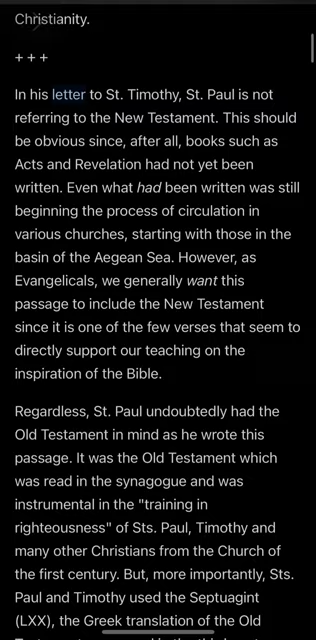 Christianity.
+ + +
In his letter to St. Timothy, St. Paul is not
referring to the New Testament. This should
be obvious since, after all, books such as
Acts and Revelation had not yet been
written. Even what had been written was still
beginning the process of circulation in
various churches, starting with those in the
basin of the Aegean Sea. However, as
Evangelicals, we generally want this
passage to include the New Testament
since it is one of the few verses that seem to
directly support our teaching on the
inspiration of the Bible.
Regardless, St. Paul undoubtedly had the
Old Testament in mind as he wrote this
passage. It was the Old Testament which
was read in the synagogue and was
instrumental in the "training in
righteousness" of Sts. Paul, Timothy and
many other Christians from the Church of
the first century. But, more importantly, Sts.
Paul and Timothy used the Septuagint
(LXX), the Greek translation of the Old